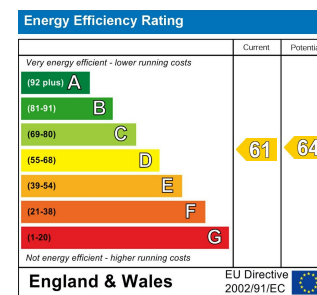 Energy Efficiency Rating
Current Potentia
Very energy efficient - lower running costs
(92 plus) A
(81-91) B
(69-80) C
(55-68) D
(39-54) E
(21-38) F
(1-20) G
61 64
Not energy efficient - higher running costs
England & Wales
EU Directive
2002/91/EC